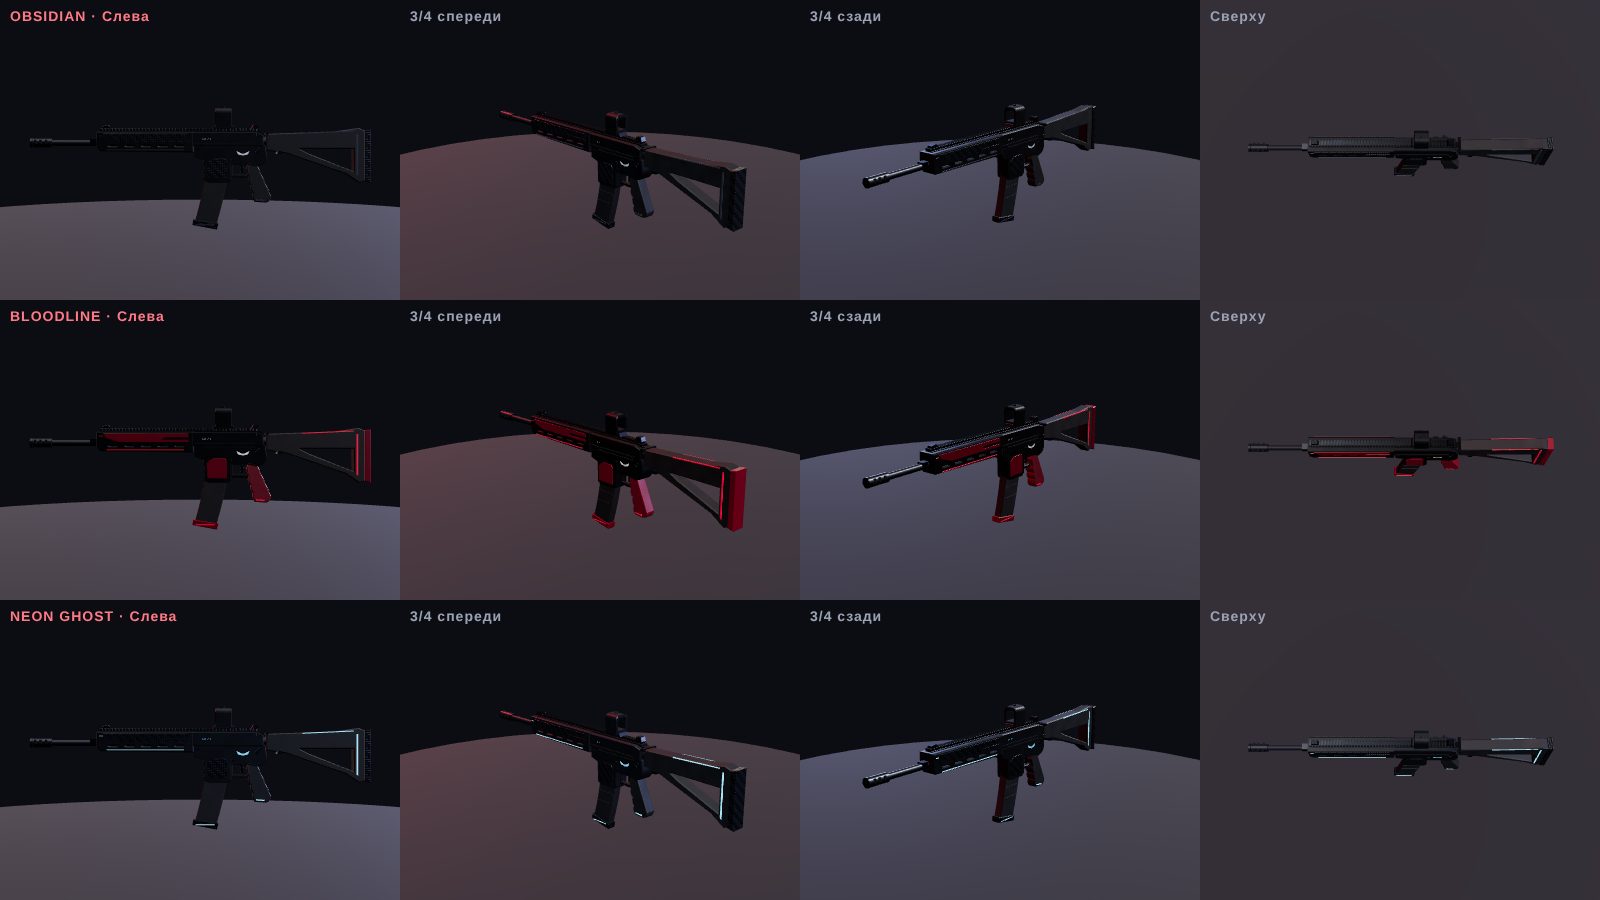 OBSIDIAN · Слева
3/4 спереди
3/4 сзади
Сверху
BLOODLINE · Слева
3/4 спереди
3/4 сзади
Сверху
NEON GHOST · Слева
3/4 спереди
3/4 сзади
Сверху